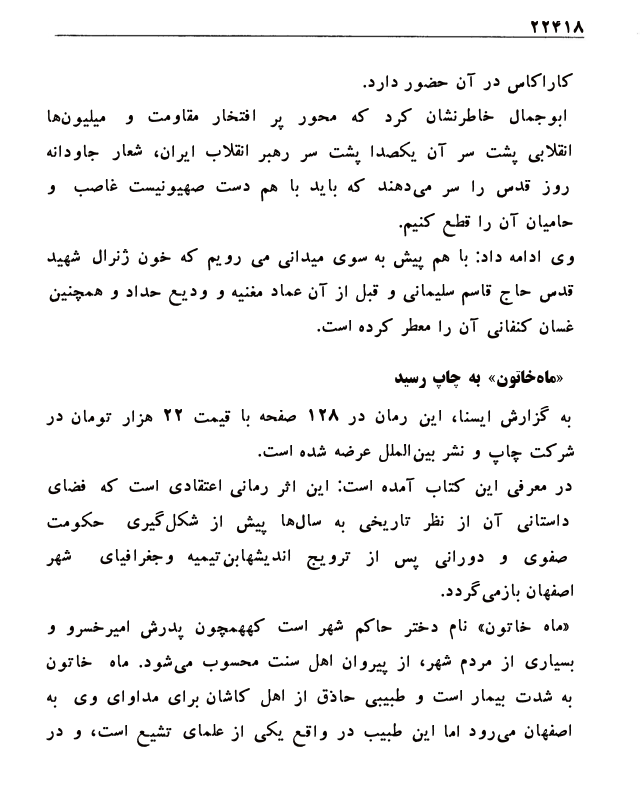 ۲۲۴۱۸
کاراکاس در آن حضور دارد.
ابوجمال خاطرنشان کرد که محور پر افتخار مقاومت و میلیون‌ها
انقلابی پشت سر آن یکصدا پشت سر رهبر انقلاب ایران، شعار جاودانه
روز قدس را سر می‌دهند که باید با هم دست صهیونیست غاصب و
حامیان آن را قطع کنیم.
وی ادامه داد: با هم پیش به سوی میدانی می رویم که خون ژنرال شهید
قدس حاج قاسم سلیمانی و قبل از آن عماد مغنیه و ودیع حداد و همچنین
غسان کنفانی آن را معطر کرده است.
«ماه‌خاتون» به چاپ رسید
به گزارش ایسنا، این رمان در ۱۲۸ صفحه با قیمت ۲۲ هزار تومان در
شرکت چاپ و نشر بین‌الملل عرضه شده است.
در معرفی این کتاب آمده است: این اثر رمانی اعتقادی است که فضای
داستانی آن از نظر تاریخی به سال‌ها پیش از شکل‌گیری حکومت
صفوی و دورانی پس از ترویج اندیشهابن‌تیمیه وجغرافیای شهر
اصفهان بازمی‌گردد.
«ماه خاتون» نام دختر حاکم شهر است کههمچون پدرش امیرخسرو و
بسیاری از مردم شهر، از پیروان اهل سنت محسوب می‌شود. ماه خاتون
به شدت بیمار است و طبیبی حاذق از اهل کاشان برای مداوای وی به
اصفهان می‌رود اما این طبیب در واقع یکی از علمای تشیع است، و در